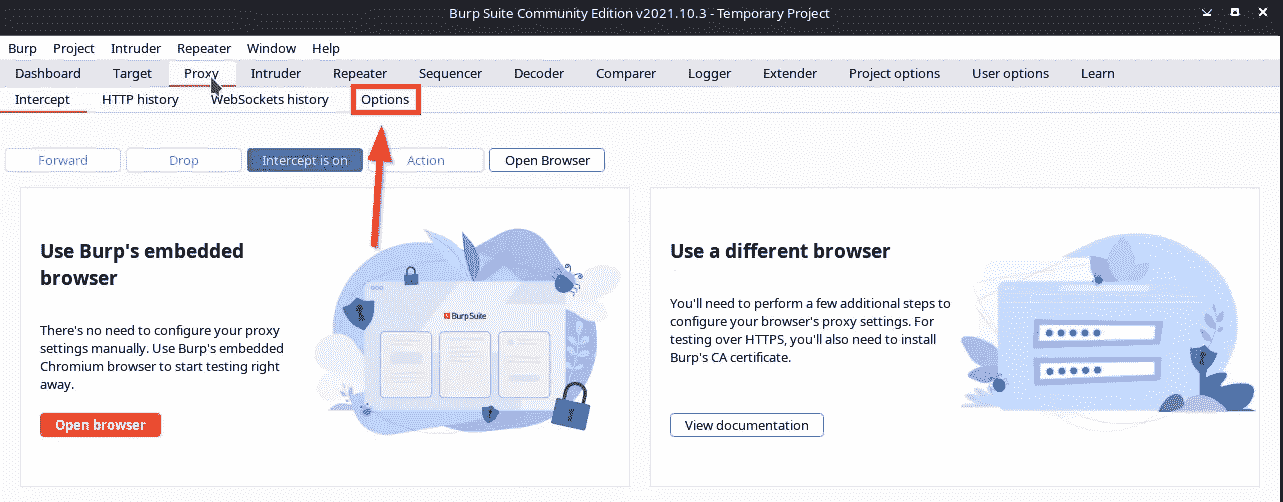 Burp Suite Community Edition v2021.10.3 - Temporary Project
Burp Project Intruder Repeater Window Help
Dashboard Target Proxy Intruder Repeater Sequencer Decoder Comparer Logger Extender Project options User options Learn
Intercept HTTP history WebSockets history Options
Forward Drop Intercept is on Action Open Browser
Use Burp's embedded
browser
There's no need to configure your proxy
settings manually. Use Burp's embedded
Chromium browser to start testing right
away.
Open browser
Burp Suite
Use a different browser
You'll need to perform a few additional steps to
configure your browser's proxy settings. For
testing over HTTPS, you'll also need to install
Burp's CA certificate.
View documentation